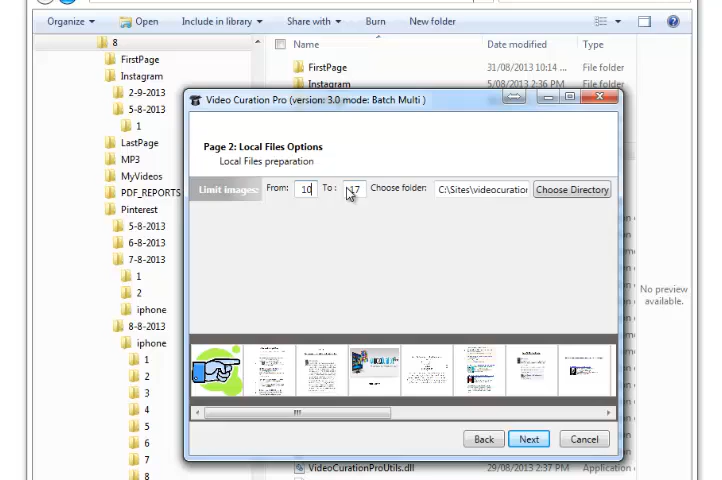 Organize Open Include in library Share with Burn New folder
8 Name Date modified Type
FirstPage FirstPage 31/08/2013 10:14 ... File folder
Instagram Instagram 5/08/2013 2:36 PM File folder
2-9-2013 Video Curation Pro (version: 3.0 mode: Batch Multi )
5-8-2013
1
LastPage Page 2: Local Files Options
MP3 Local Files preparation
MyVideos
PDF_REPORTS Limit images: From: 10 To : 17 Choose folder: C:\Sites\videocuration Choose Directory
Pinterest
5-8-2013
6-8-2013
7-8-2013
1
2 No preview
iphone available.
8-8-2013
iphone
1
2
3
4
5
6 Back Next Cancel
7 VideoCurationProUtils.dll 29/08/2013 2:37 PM Application
8